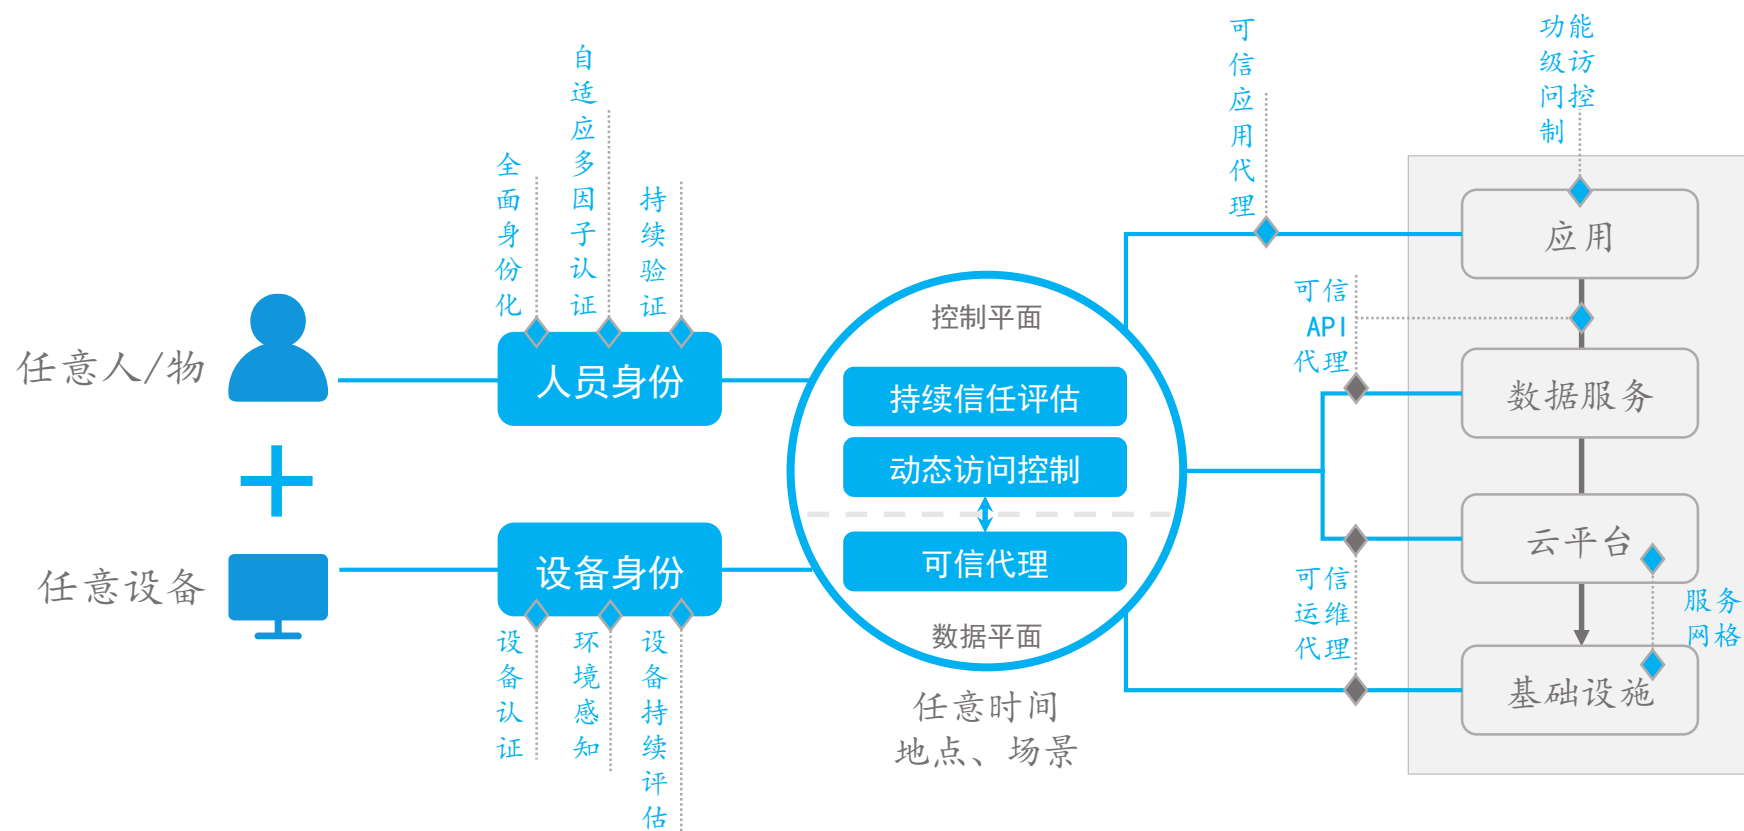 任意人/物
任意设备
全面身份化
自适应多因子认证
持续验证
人员身份
设备身份
设备认证
环境感知
设备持续评估
控制平面
持续信任评估
动态访问控制
可信代理
数据平面
任意时间
地点、场景
可信应用代理
可信
API
代理
可信
运维
代理
功能
级访
问控
制
应用
数据服务
云平台
基础设施
服务
网格